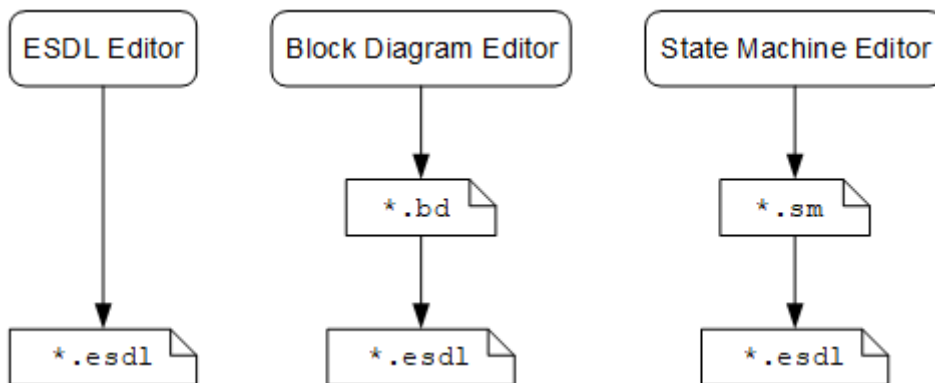 ESDL Editor
Block Diagram Editor
State Machine Editor
*.bd
*.sm
*.esdl
*.esdl
*.esdl